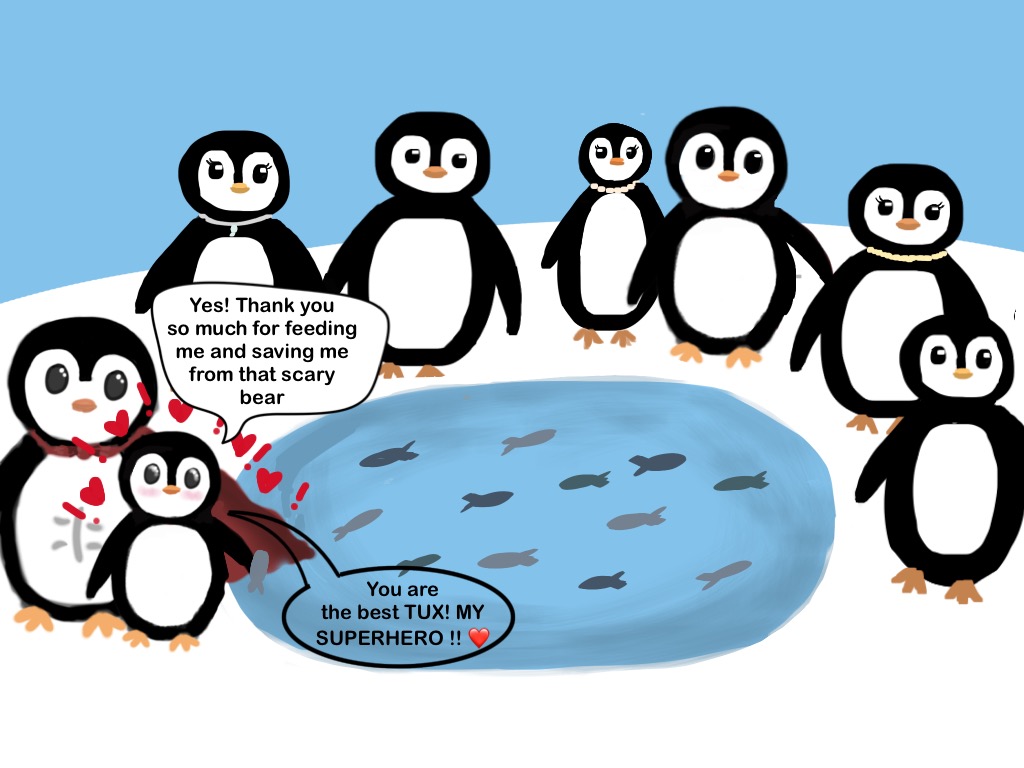 Yes! Thank you
so much for feeding
me and saving me
from that scary
bear
You are
the best TUX! MY
SUPERHERO !! ❤️